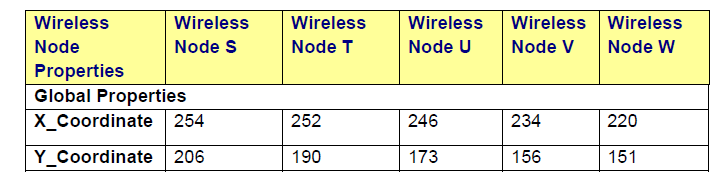 Wireless Node Properties Wireless Node S Wireless Node T Wireless Node U Wireless Node V Wireless Node W
Global Properties
X_Coordinate 254 252 246 234 220
Y_Coordinate 206 190 173 156 151